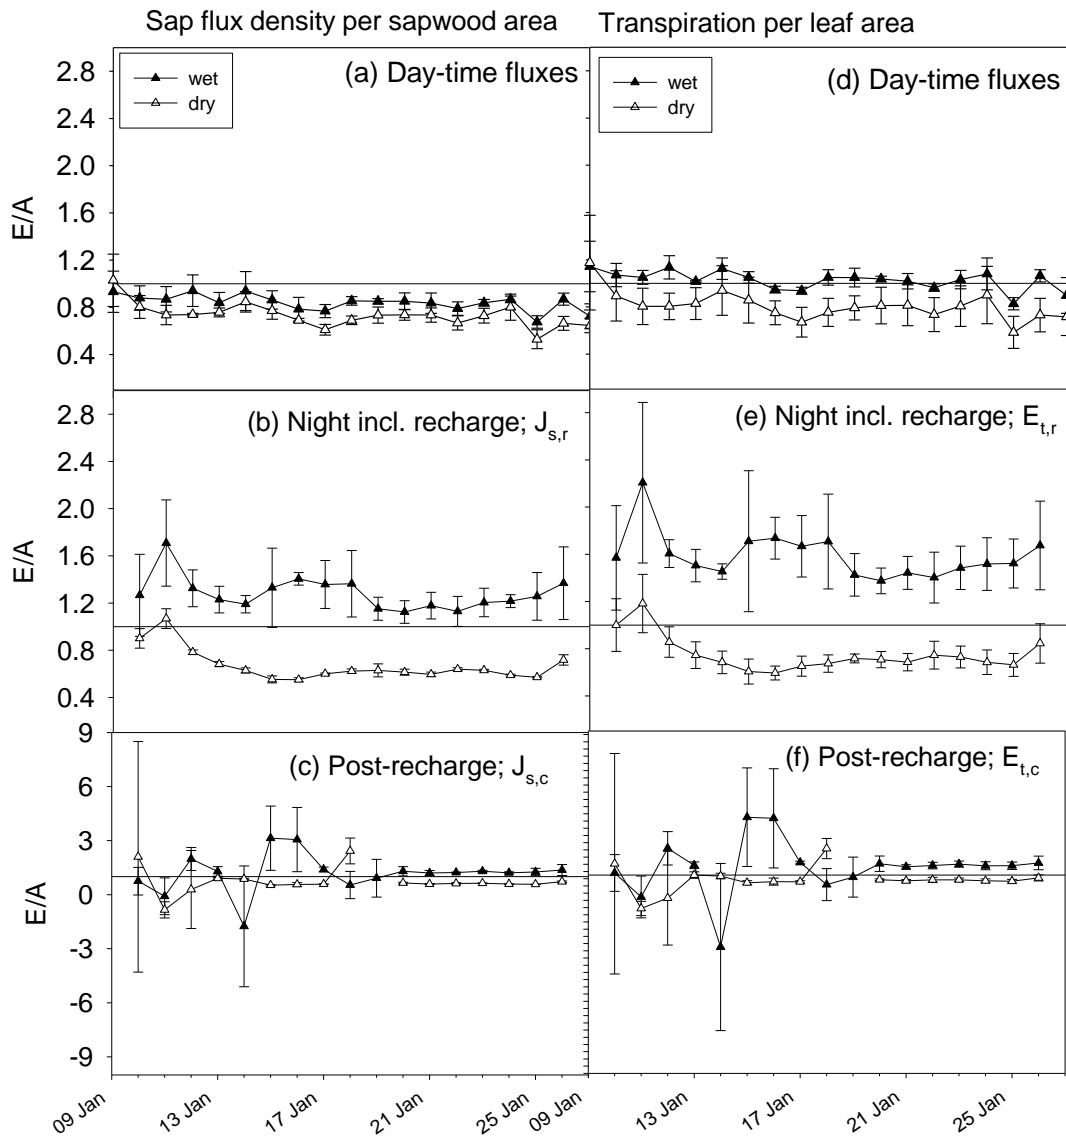 Sap flux density per sapwood area
Transpiration per leaf area
2.8
2.4
2.0
1.6
1.2
0.8
0.4
E/A
wet
dry
(a) Day-time fluxes
wet
dry
(d) Day-time fluxes
2.8
2.4
2.0
1.6
1.2
0.8
0.4
E/A
(b) Night incl. recharge; Js,r
(e) Night incl. recharge; Et,r
9
6
3
0
-3
-6
-9
E/A
(c) Post-recharge; Js,c
(f) Post-recharge; Et,c
09 Jan
13 Jan
17 Jan
21 Jan
25 Jan
09 Jan
13 Jan
17 Jan
21 Jan
25 Jan